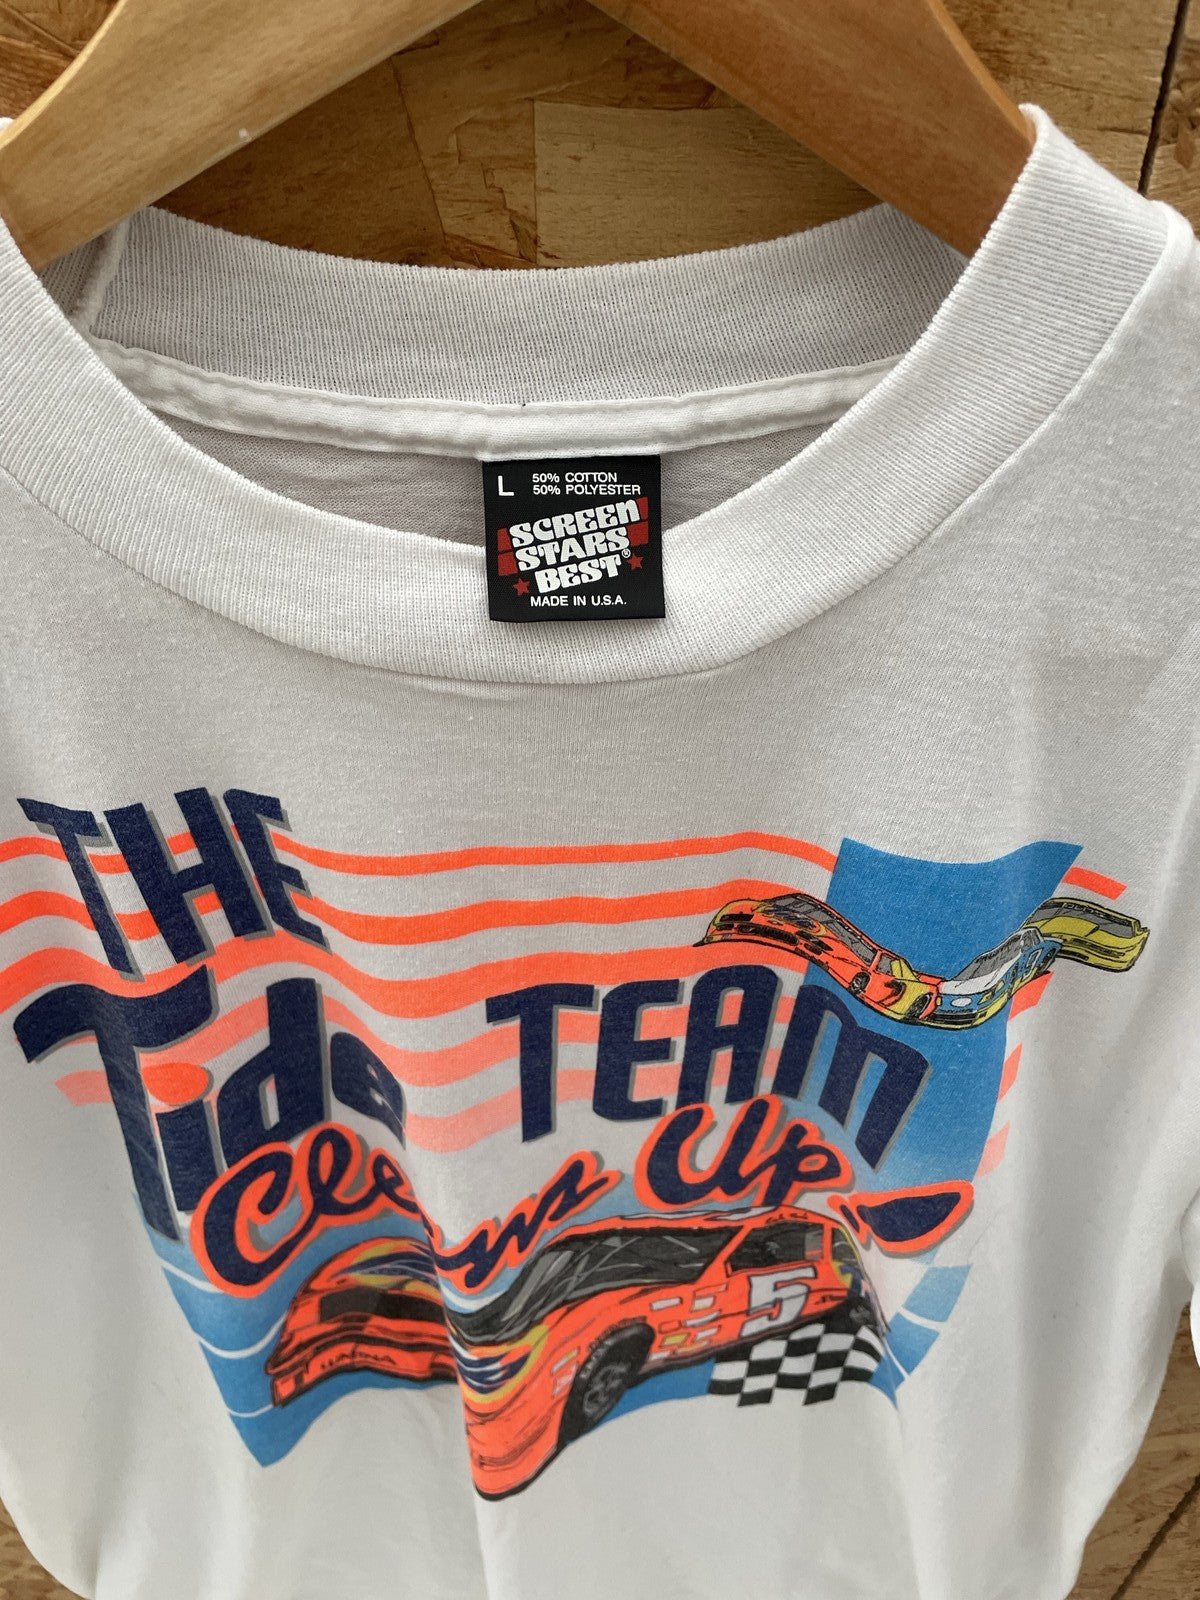 L 50% COTTON
50% POLYESTER
SCREEN
STARS
BEST®
MADE IN U.S.A.
THE
Tide TEAM
Cleans Up
5